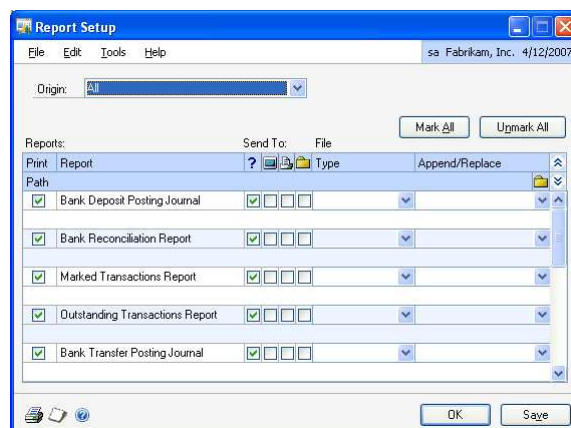 Report Setup
File Edit Tools Help
sa Fabrikam, Inc. 4/12/2007
Origin: All
Mark All Unmark All
Reports: Send To: File
Print Report ? Type Append/Replace
Path
Bank Deposit Posting Journal
Bank Reconciliation Report
Marked Transactions Report
Outstanding Transactions Report
Bank Transfer Posting Journal
OK Save